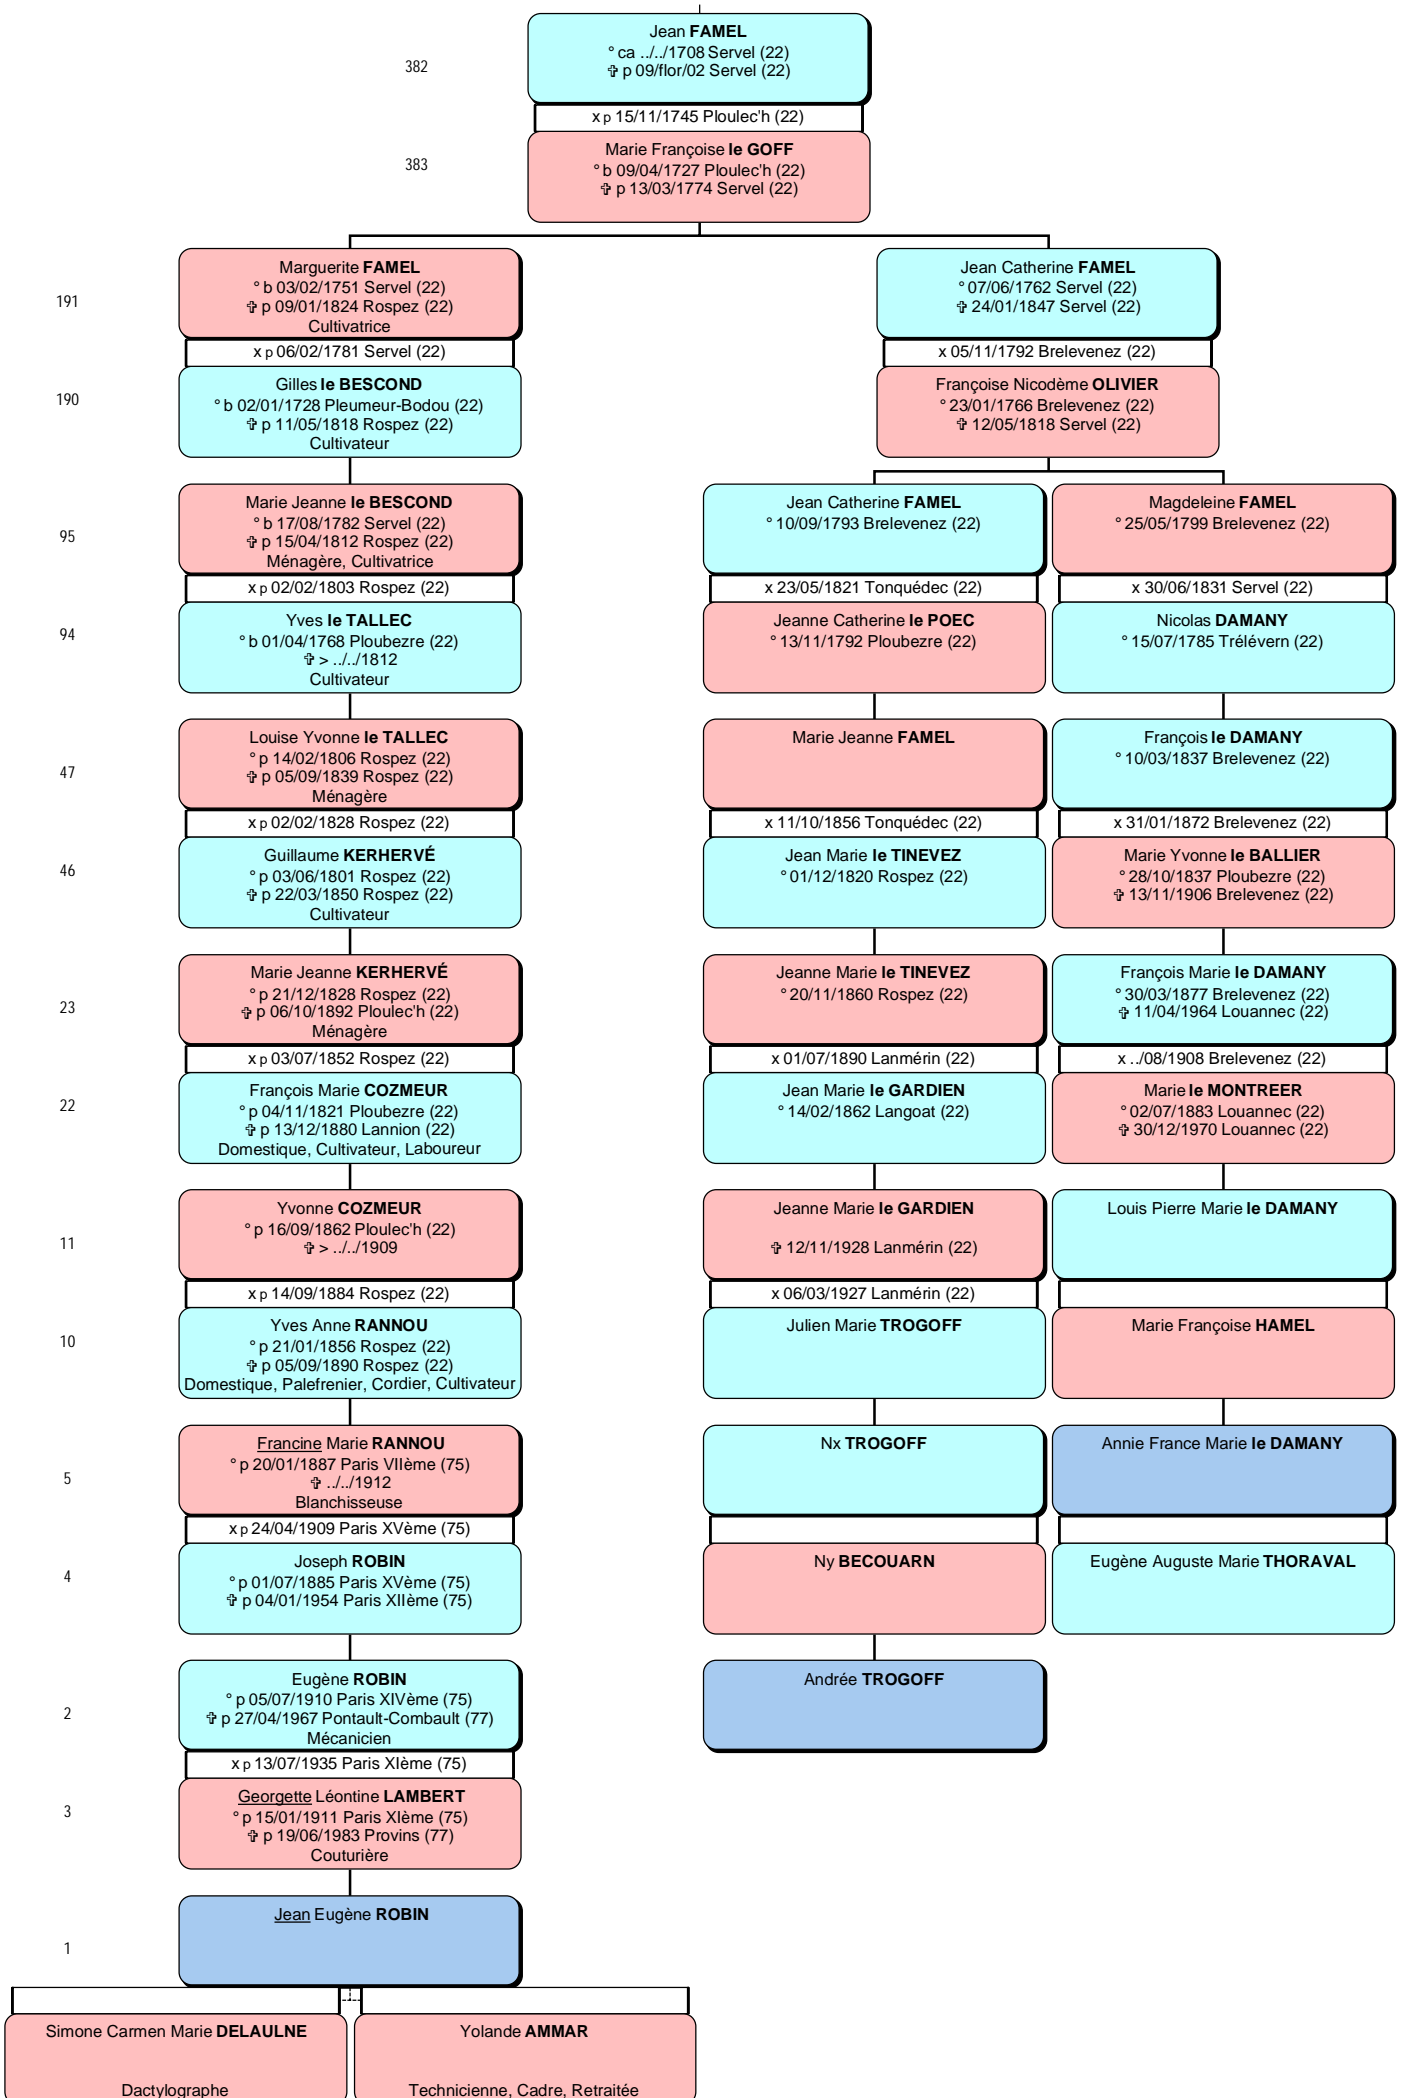 Jean FAMEL
° ca ../../1708 Servel (22)
✞ p 09/flor/02 Servel (22)
382
x p 15/11/1745 Ploulec'h (22)
Marie Françoise le GOFF
° b 09/04/1727 Ploulec'h (22)
✞ p 13/03/1774 Servel (22)
383
Marguerite FAMEL
° b 03/02/1751 Servel (22)
✞ p 09/01/1824 Rospez (22)
Cultivatrice
191
x p 06/02/1781 Servel (22)
Gilles le BESCOND
° b 02/01/1728 Pleumeur-Bodou (22)
✞ p 11/05/1818 Rospez (22)
Cultivateur
190
Jean Catherine FAMEL
° 07/06/1762 Servel (22)
✞ 24/01/1847 Servel (22)
x 05/11/1792 Brelevenez (22)
Françoise Nicodème OLIVIER
° 23/01/1766 Brelevenez (22)
✞ 12/05/1818 Servel (22)
Marie Jeanne le BESCOND
° b 17/08/1782 Servel (22)
✞ p 15/04/1812 Rospez (22)
Ménagère, Cultivatrice
95
x p 02/02/1803 Rospez (22)
Yves le TALLEC
° b 01/04/1768 Ploubezre (22)
✞ > ../../1812
Cultivateur
94
Jean Catherine FAMEL
° 10/09/1793 Brelevenez (22)
x 23/05/1821 Tonquédec (22)
Jeanne Catherine le POEC
° 13/11/1792 Ploubezre (22)
Magdeleine FAMEL
° 25/05/1799 Brelevenez (22)
x 30/06/1831 Servel (22)
Nicolas DAMANY
° 15/07/1785 Trélévern (22)
Louise Yvonne le TALLEC
° p 14/02/1806 Rospez (22)
✞ p 05/09/1839 Rospez (22)
Ménagère
47
x p 02/02/1828 Rospez (22)
Guillaume KERHERVÉ
° p 03/06/1801 Rospez (22)
✞ p 22/03/1850 Rospez (22)
Cultivateur
46
Marie Jeanne FAMEL
x 11/10/1856 Tonquédec (22)
Jean Marie le TINEVEZ
° 01/12/1820 Rospez (22)
François le DAMANY
° 10/03/1837 Brelevenez (22)
x 31/01/1872 Brelevenez (22)
Marie Yvonne le BALLIER
° 28/10/1837 Ploubezre (22)
✞ 13/11/1906 Brelevenez (22)
Marie Jeanne KERHERVÉ
° p 21/12/1828 Rospez (22)
✞ p 06/10/1892 Ploulec'h (22)
Ménagère
23
x p 03/07/1852 Rospez (22)
François Marie COZMEUR
° p 04/11/1821 Ploubezre (22)
✞ p 13/12/1880 Lannion (22)
Domestique, Cultivateur, Laboureur
22
Jeanne Marie le TINEVEZ
° 20/11/1860 Rospez (22)
x 01/07/1890 Lanmérin (22)
Jean Marie le GARDIEN
° 14/02/1862 Langoat (22)
François Marie le DAMANY
° 30/03/1877 Brelevenez (22)
✞ 11/04/1964 Louannec (22)
x ../08/1908 Brelevenez (22)
Marie le MONTREER
° 02/07/1883 Louannec (22)
✞ 30/12/1970 Louannec (22)
Yvonne COZMEUR
° p 16/09/1862 Ploulec'h (22)
✞ > ../../1909
11
x p 14/09/1884 Rospez (22)
Yves Anne RANNOU
° p 21/01/1856 Rospez (22)
✞ p 05/09/1890 Rospez (22)
Domestique, Palefrenier, Cordier, Cultivateur
10
Jeanne Marie le GARDIEN
✞ 12/11/1928 Lanmérin (22)
x 06/03/1927 Lanmérin (22)
Julien Marie TROGOFF
Louis Pierre Marie le DAMANY
Marie Françoise HAMEL
Francine Marie RANNOU
° p 20/01/1887 Paris VIIème (75)
✞ ../../1912
Blanchisseuse
5
x p 24/04/1909 Paris XVème (75)
Joseph ROBIN
° p 01/07/1885 Paris XVème (75)
✞ p 04/01/1954 Paris XIIème (75)
4
Nx TROGOFF
Ny BECOUARN
Annie France Marie le DAMANY
Eugène Auguste Marie THORAVAL
Eugène ROBIN
° p 05/07/1910 Paris XIVème (75)
✞ p 27/04/1967 Pontault-Combault (77)
Mécanicien
2
x p 13/07/1935 Paris XIème (75)
Georgette Léontine LAMBERT
° p 15/01/1911 Paris XIème (75)
✞ p 19/06/1983 Provins (77)
Couturière
3
Andrée TROGOFF
Jean Eugène ROBIN
1
Simone Carmen Marie DELAULNE
Dactylographe
Yolande AMMAR
Technicienne, Cadre, Retraitée